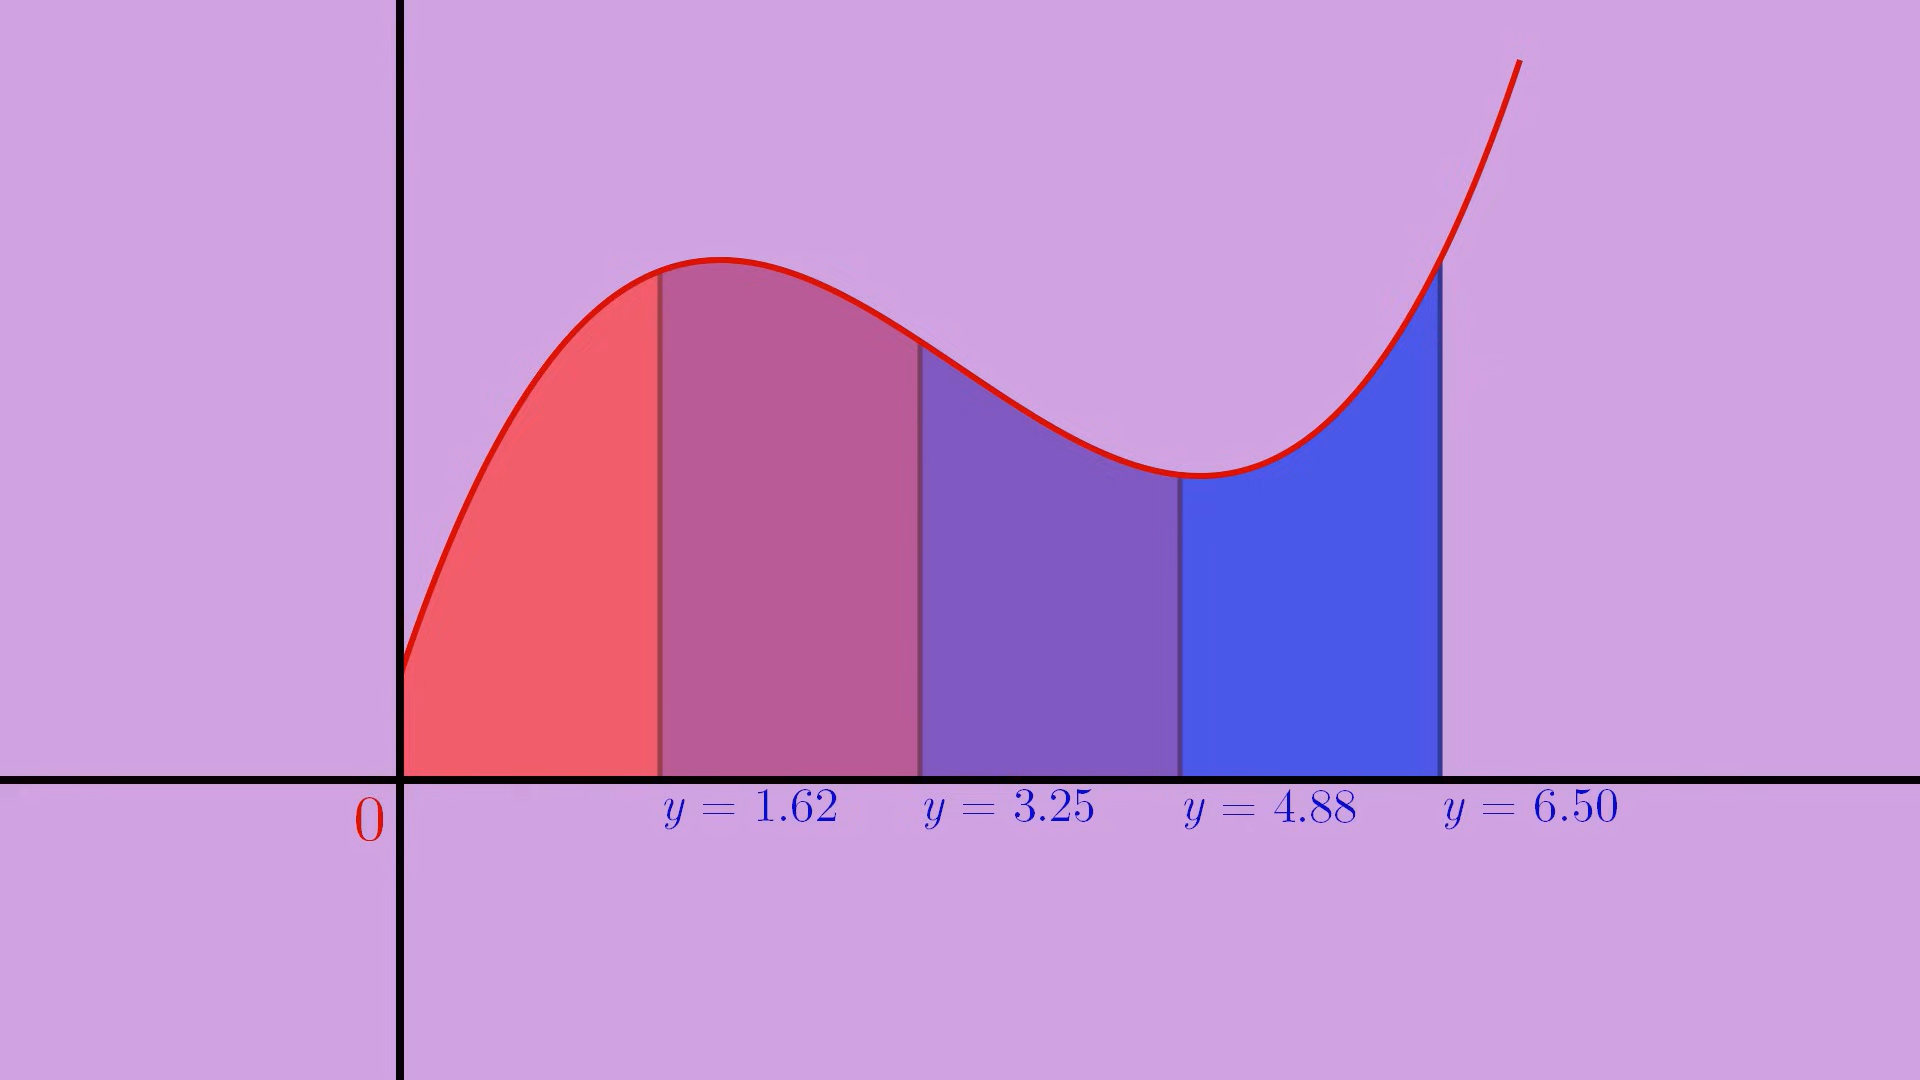 0
y = 1.62
y = 3.25
y = 4.88
y = 6.50